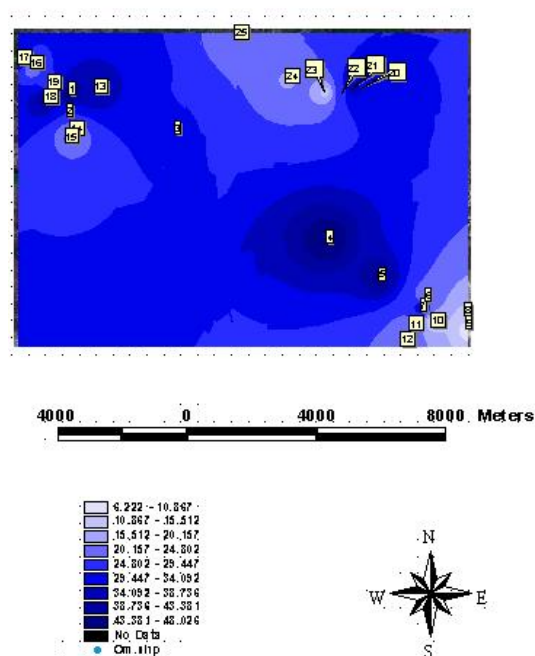 25
17
16
23
22
21
20
24
19
1
13
18
2
15
3
4
5
6
7
10
11
12
4000 0 4000 8000 Meters
6.222 - 10.867
10.867 - 15.512
15.512 - 20.157
20.157 - 24.802
24.802 - 29.447
29.447 - 34.092
34.092 - 38.736
38.736 - 43.381
43.381 - 48.026
No Data
N
W E
S